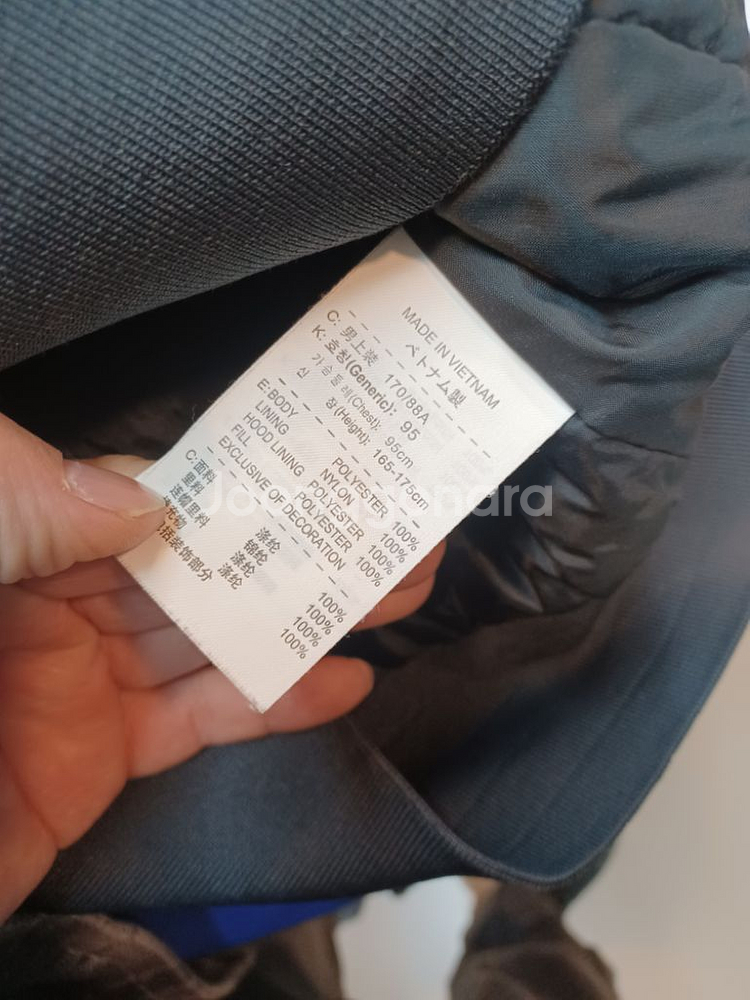 MADE IN VIETNAM
ベトナム製
C: 男上装 170/88A
K: 호칭(Generic): 95
가슴둘레(Chest): 95cm
신 장(Height): 165-175cm
E:BODY POLYESTER 100%
LINING NYLON 100%
HOOD LINING POLYESTER 100%
FILL POLYESTER 100%
EXCLUSIVE OF DECORATION
C:面料 涤纶 100%
里料 锦纶 100%
连帽里料 涤纶 100%
充物 涤纶 100%
括装饰部分
Joonggonara